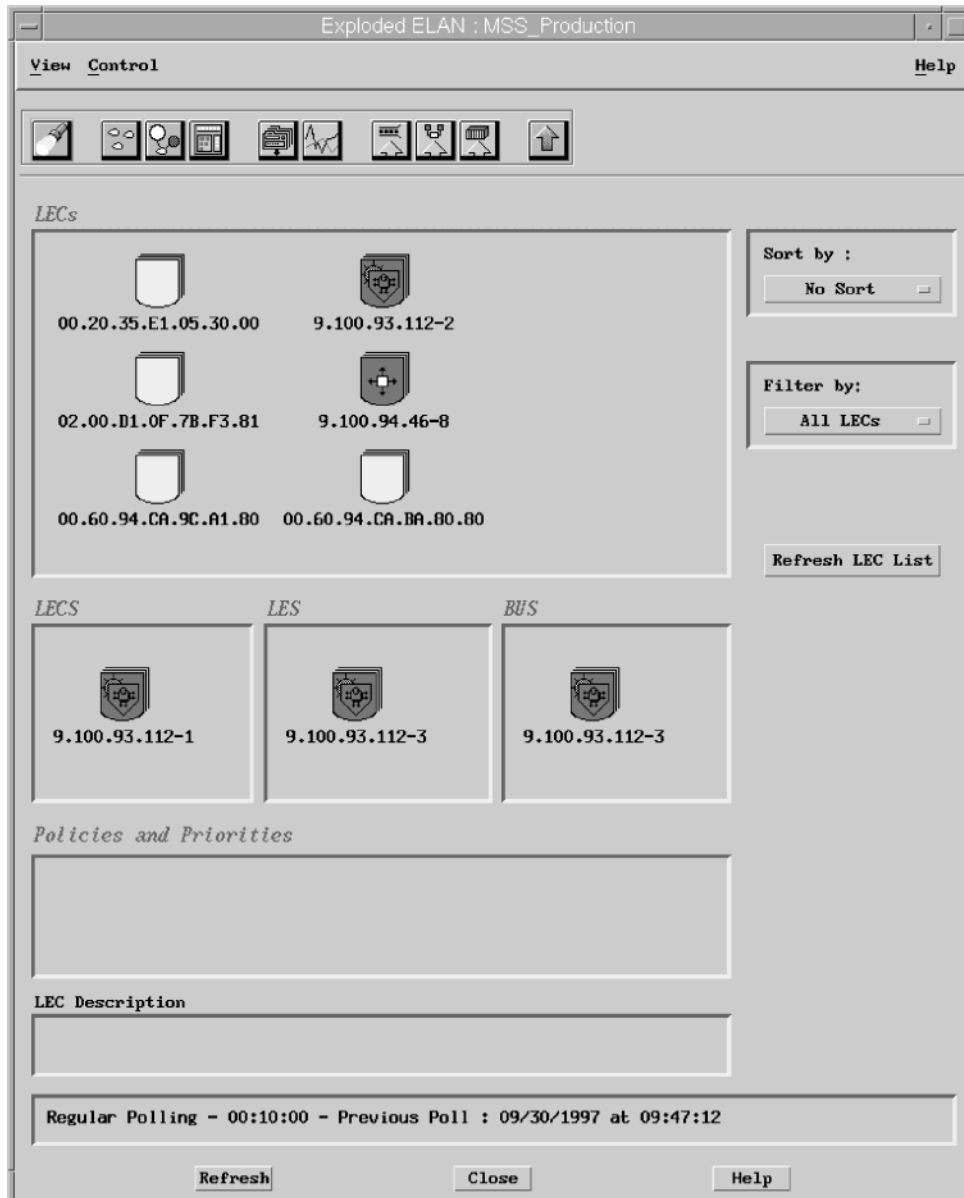 Exploded ELAN : MSS_Production
View Control Help
LECs
00.20.35.E1.05.30.00 9.100.93.112-2
02.00.D1.0F.7B.F3.81 9.100.94.46-8
00.60.94.CA.9C.A1.80 00.60.94.CA.BA.80.80
Sort by :
No Sort
Filter by:
All LECs
Refresh LEC List
LECS LES BUS
9.100.93.112-1 9.100.93.112-3 9.100.93.112-3
Policies and Priorities
LEC Description
Regular Polling - 00:10:00 - Previous Poll : 09/30/1997 at 09:47:12
Refresh Close Help